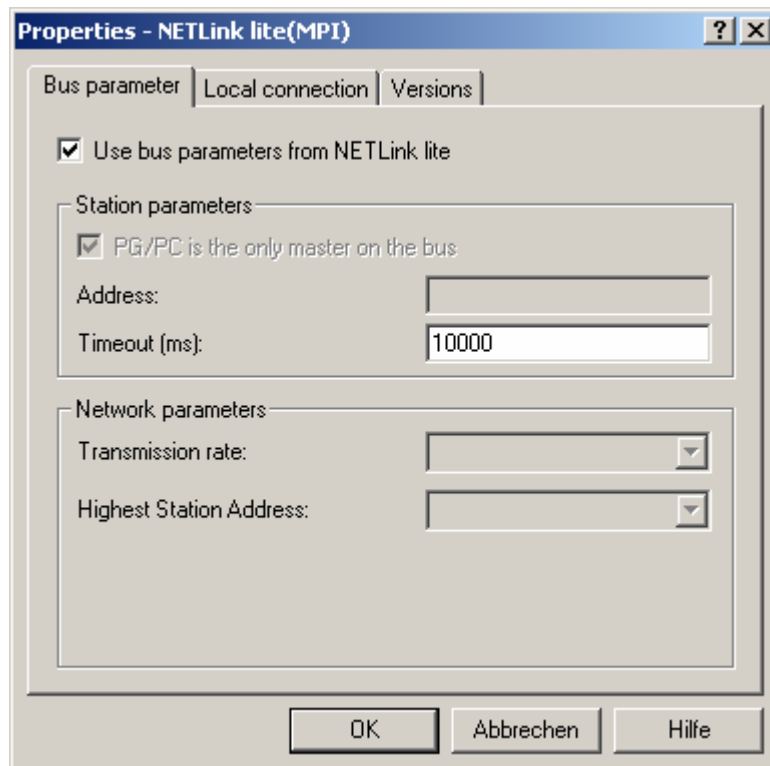 Properties - NETLink lite(MPI)
Bus parameter Local connection Versions
Use bus parameters from NETLink lite
Station parameters
PG/PC is the only master on the bus
Address:
Timeout (ms): 10000
Network parameters
Transmission rate:
Highest Station Address:
OK Abbrechen Hilfe